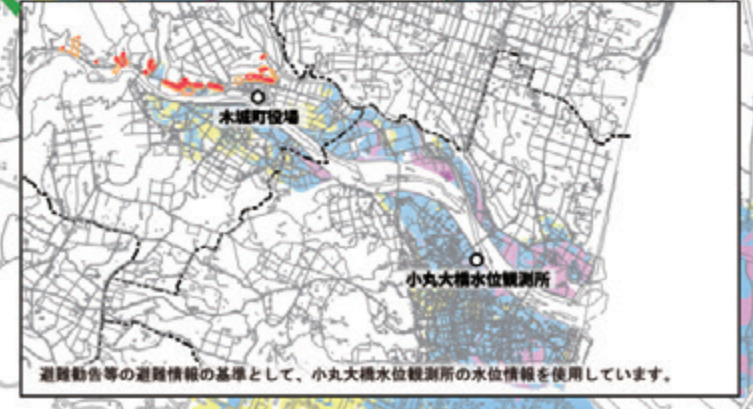 木城町役場
小丸大橋水位観測所
避難勧告等の避難情報の基準として、小丸大橋水位観測所の水位情報を使用しています。